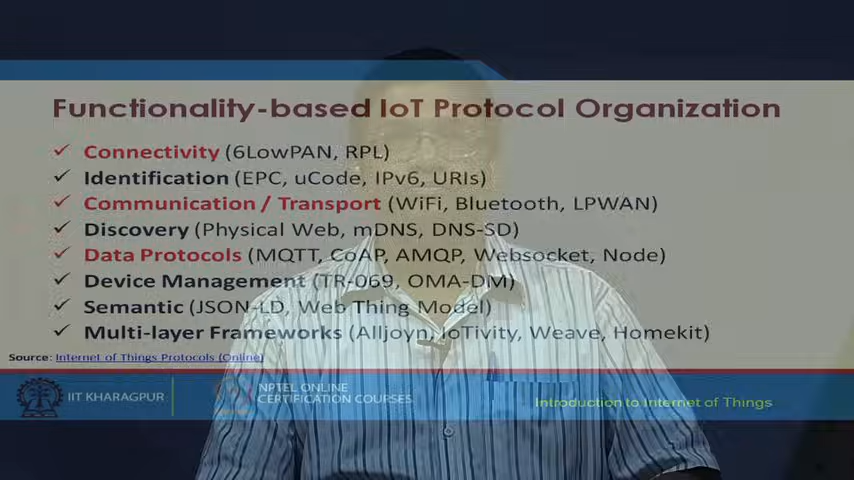 Functionality-based IoT Protocol Organization
✓ Connectivity (6LowPAN, RPL)
✓ Identification (EPC, uCode, IPv6, URIs)
✓ Communication / Transport (WiFi, Bluetooth, LPWAN)
✓ Discovery (Physical Web, mDNS, DNS-SD)
✓ Data Protocols (MQTT, CoAP, AMQP, Websocket, Node)
✓ Device Management (TR-069, OMA-DM)
✓ Semantic (JSON-LD, Web Thing Model)
✓ Multi-layer Frameworks (Alljoyn, IoTivity, Weave, Homekit)
Source: Internet of Things Protocols (Online)
IIT KHARAGPUR
NPTEL ONLINE
CERTIFICATION COURSES
Introduction to Internet of Things